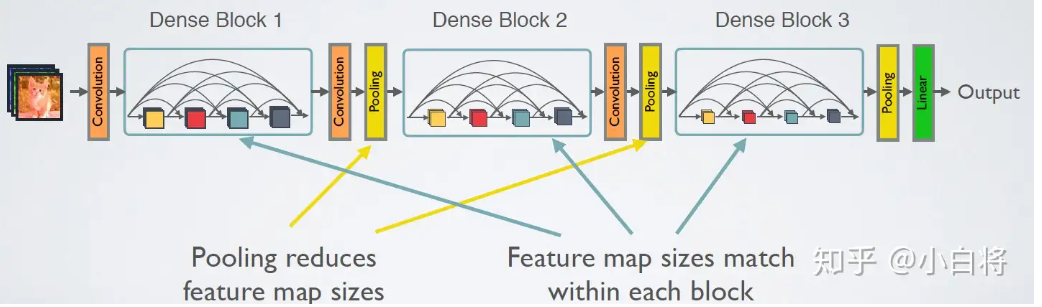 Dense Block 1
Dense Block 2
Dense Block 3
Convolution
Convolution
Pooling
Convolution
Pooling
Pooling
Linear
Output
Pooling reduces
feature map sizes
Feature map sizes match
within each block
知乎 @小白将